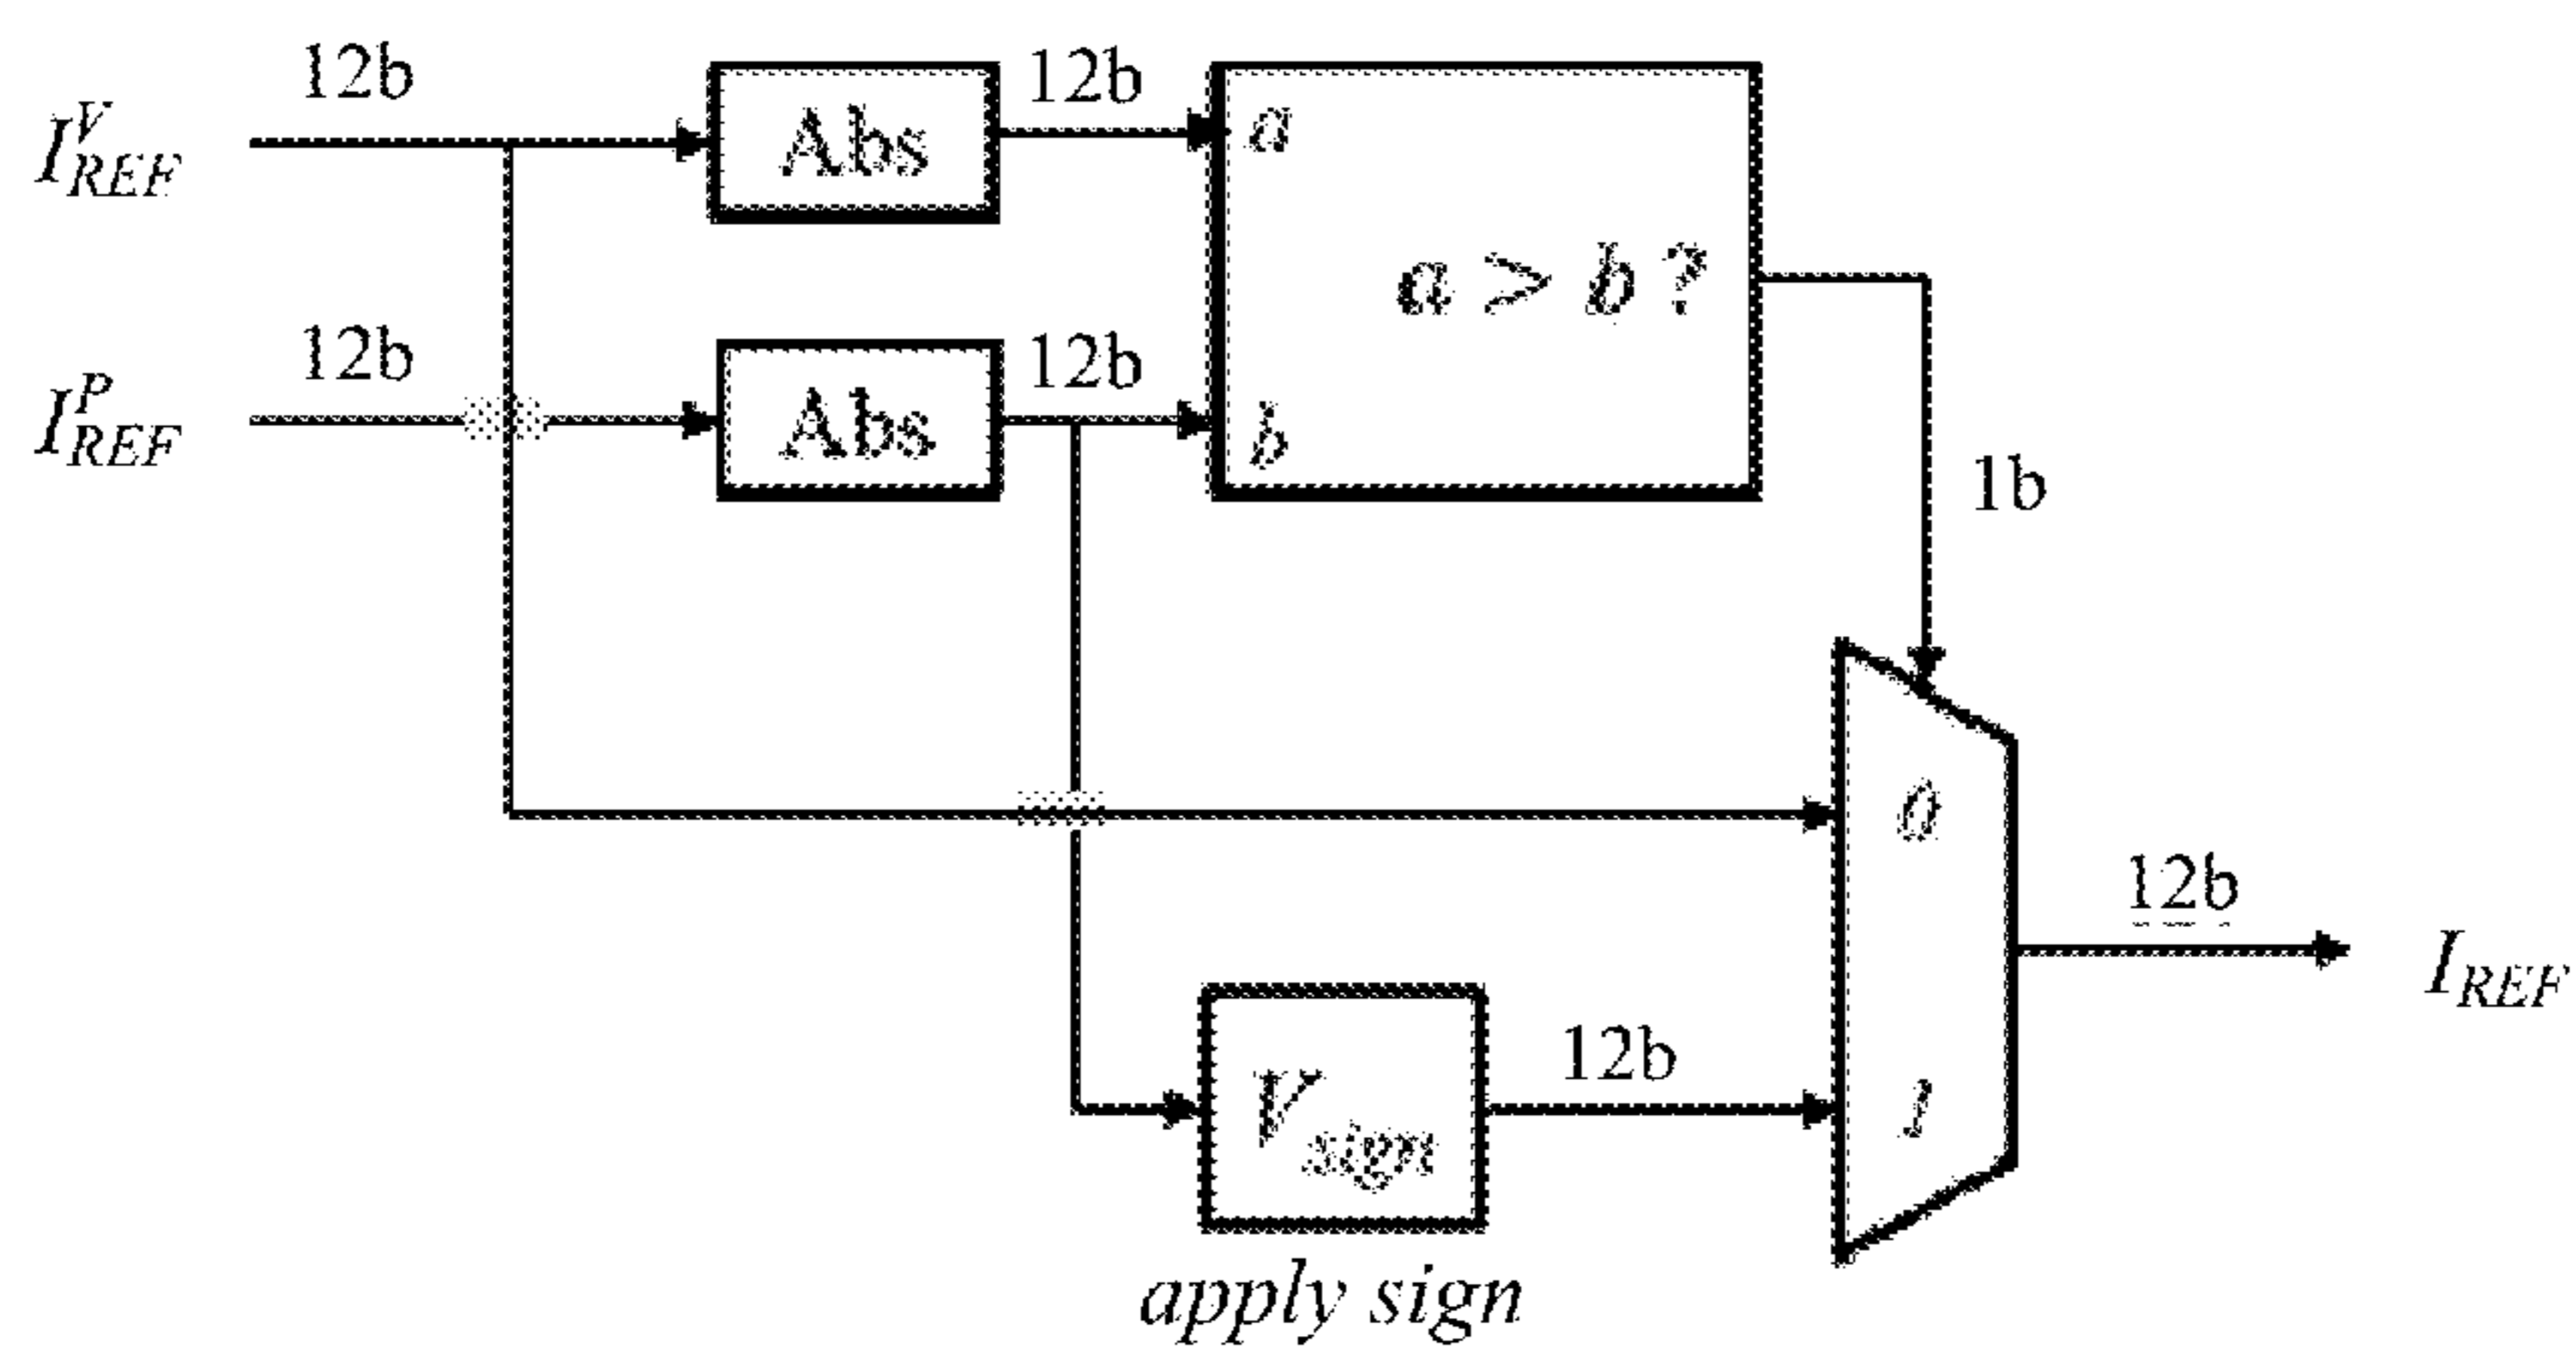 12b
12b
I^V_REF
Abs
a
a > b ?
12b
12b
I^P_REF
Abs
b
1b
0
12b
I_REF
12b
V_sign
1
apply sign